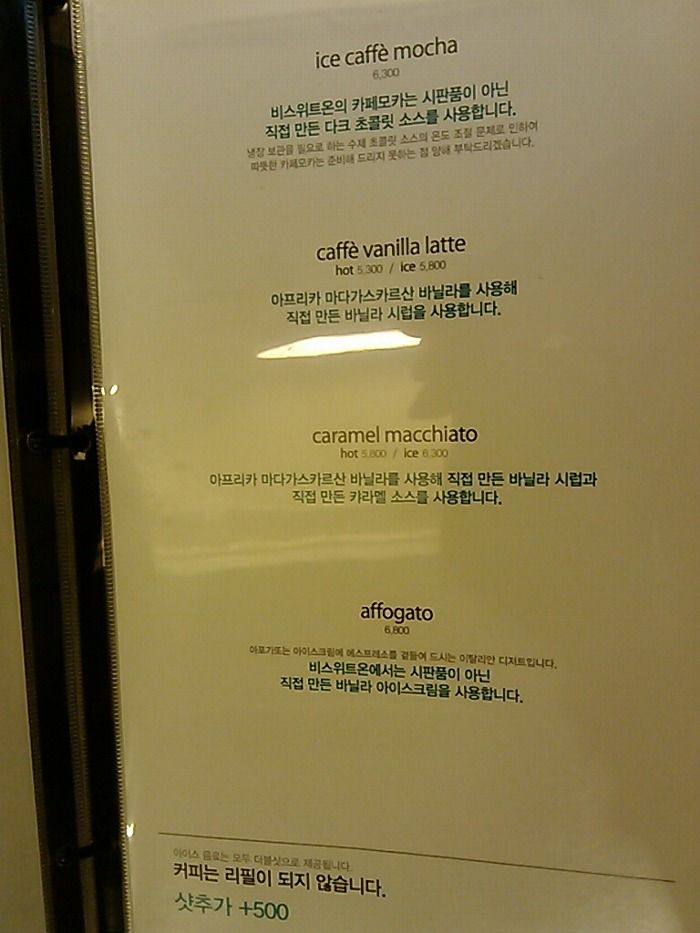 ice caffè mocha
6,300
비스위트온의 카페모카는 시판품이 아닌
직접 만든 다크 초콜릿 소스를 사용합니다.
냉장 보관을 필요로 하는 수제 초콜릿 소스의 온도 조절 문제로 인하여
따뜻한 카페모카는 준비해 드리지 못하는 점 양해 부탁드리겠습니다.
caffè vanilla latte
hot 5,300 / ice 5,800
아프리카 마다가스카르산 바닐라를 사용해
직접 만든 바닐라 시럽을 사용합니다.
caramel macchiato
hot 5,800 / ice 6,300
아프리카 마다가스카르산 바닐라를 사용해 직접 만든 바닐라 시럽과
직접 만든 캬라멜 소스를 사용합니다.
affogato
6,800
아포가또는 아이스크림에 에스프레소를 곁들여 드시는 이탈리안 디저트입니다.
비스위트온에서는 시판품이 아닌
직접 만든 바닐라 아이스크림을 사용합니다.
아이스 음료는 모두 더블샷으로 제공됩니다.
커피는 리필이 되지 않습니다.
샷추가 +500